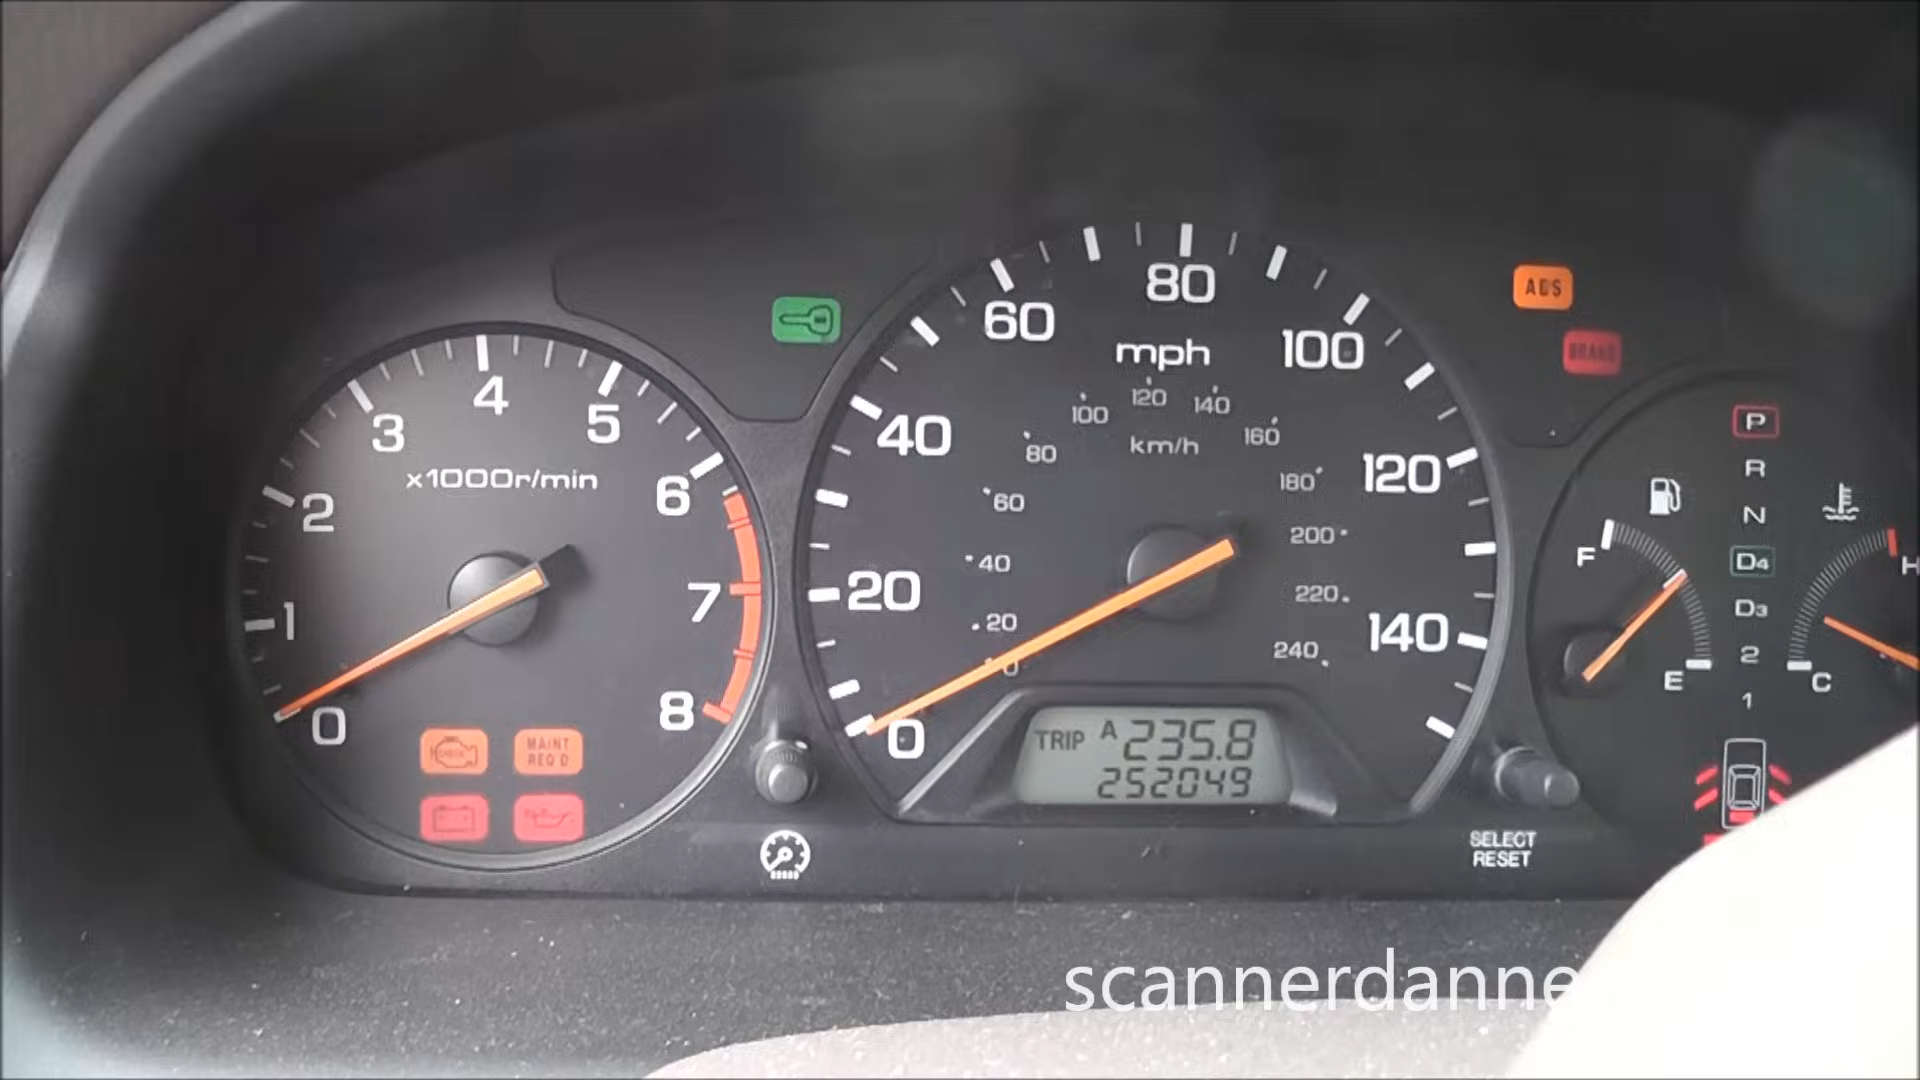 4
3
5
x1000r/min
2
6
1
7
0
8
MAINT
REQ'D
80
60
100
mph
40
120
20
140
0
120
100
140
km/h
80
160
60
180
40
200
20
220
240
TRIP A 235.8
252049
SELECT
RESET
ABS
BRAKE
P
R
N
D4
D3
2
1
F
E
H
C
scannerdanne